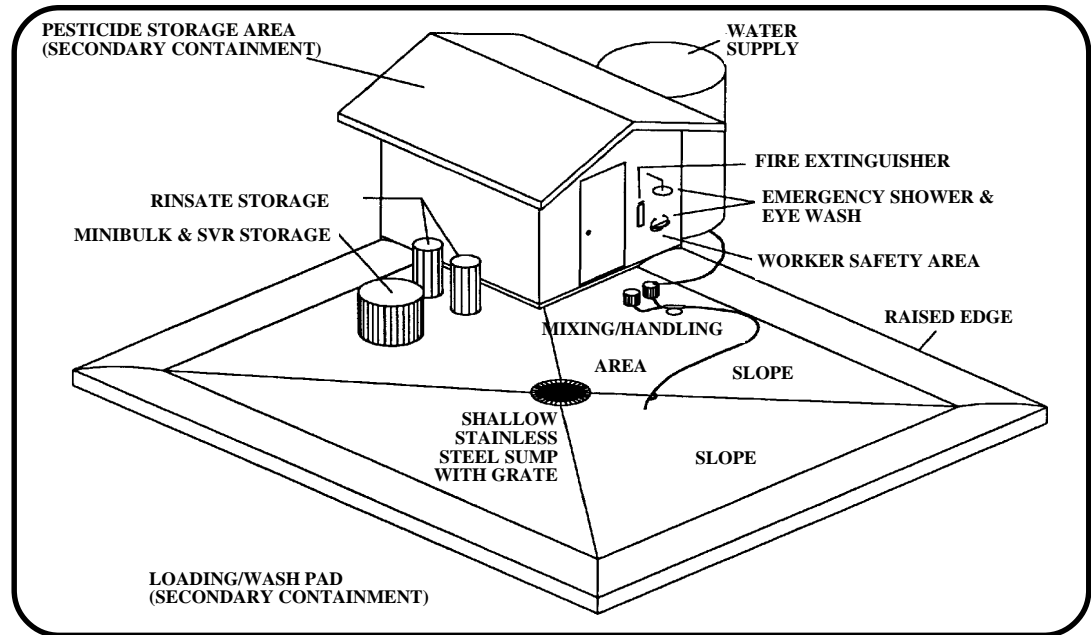 PESTICIDE STORAGE AREA
(SECONDARY CONTAINMENT)
WATER
SUPPLY
FIRE EXTINGUISHER
RINSATE STORAGE
EMERGENCY SHOWER &
EYE WASH
MINIBULK & SVR STORAGE
WORKER SAFETY AREA
RAISED EDGE
MIXING/HANDLING
AREA
SLOPE
SHALLOW
STAINLESS
STEEL SUMP
WITH GRATE
SLOPE
LOADING/WASH PAD
(SECONDARY CONTAINMENT)